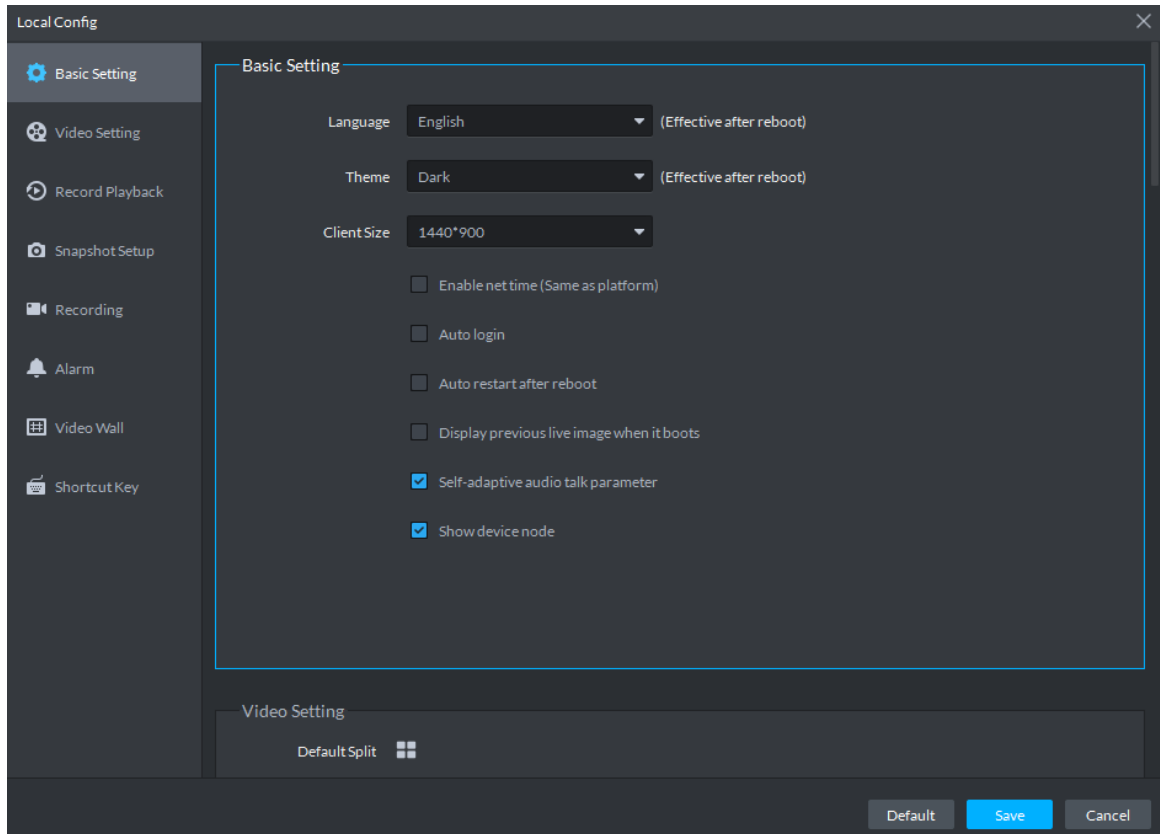 Local Config
Basic Setting
Video Setting
Record Playback
Snapshot Setup
Recording
Alarm
Video Wall
Shortcut Key
Basic Setting
Language English (Effective after reboot)
Theme Dark (Effective after reboot)
Client Size 1440*900
Enable net time (Same as platform)
Auto login
Auto restart after reboot
Display previous live image when it boots
Self-adaptive audio talk parameter
Show device node
Video Setting
Default Split
Default Save Cancel